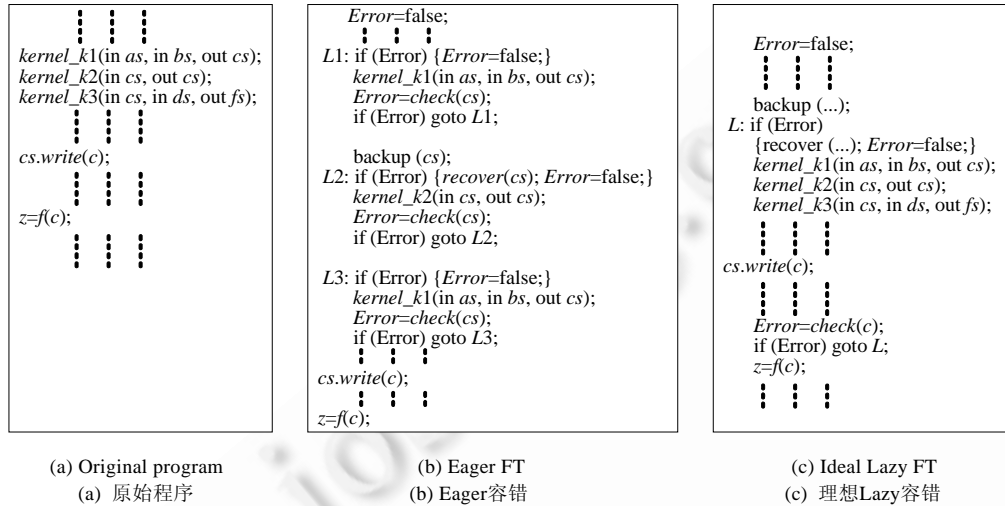 kernel_k1(in as, in bs, out cs);
kernel_k2(in cs, out cs);
kernel_k3(in cs, in ds, out fs);
cs.write(c);
z=f(c);
Error=false;
L1: if (Error) {Error=false;}
kernel_k1(in as, in bs, out cs);
Error=check(cs);
if (Error) goto L1;
backup (cs);
L2: if (Error) {recover(cs); Error=false;}
kernel_k2(in cs, out cs);
Error=check(cs);
if (Error) goto L2;
L3: if (Error) {Error=false;}
kernel_k1(in as, in bs, out cs);
Error=check(cs);
if (Error) goto L3;
cs.write(c);
z=f(c);
Error=false;
backup (...);
L: if (Error)
{recover (...); Error=false;}
kernel_k1(in as, in bs, out cs);
kernel_k2(in cs, out cs);
kernel_k3(in cs, in ds, out fs);
cs.write(c);
Error=check(c);
if (Error) goto L;
z=f(c);
(a) Original program
(a) 原始程序
(b) Eager FT
(b) Eager容错
(c) Ideal Lazy FT
(c) 理想Lazy容错